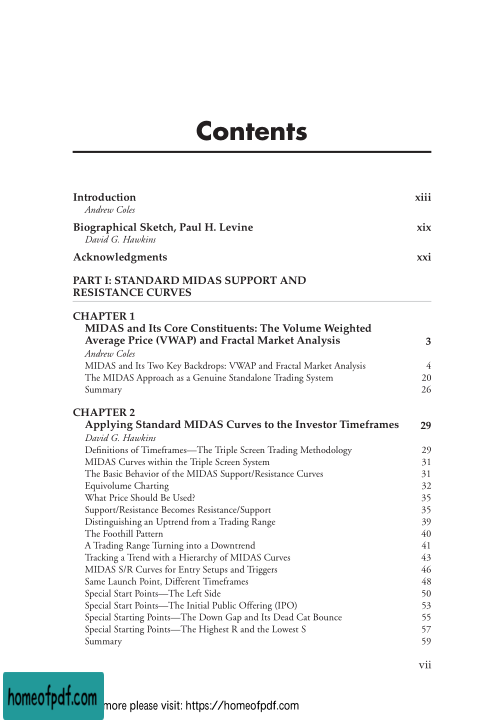 Contents
Introduction xiii
Andrew Coles
Biographical Sketch, Paul H. Levine xix
David G. Hawkins
Acknowledgments xxi
PART I: STANDARD MIDAS SUPPORT AND
RESISTANCE CURVES
CHAPTER 1
MIDAS and Its Core Constituents: The Volume Weighted
Average Price (VWAP) and Fractal Market Analysis 3
Andrew Coles
MIDAS and Its Two Key Backdrops: VWAP and Fractal Market Analysis 4
The MIDAS Approach as a Genuine Standalone Trading System 20
Summary 26
CHAPTER 2
Applying Standard MIDAS Curves to the Investor Timeframes 29
David G. Hawkins
Definitions of Timeframes—The Triple Screen Trading Methodology 29
MIDAS Curves within the Triple Screen System 31
The Basic Behavior of the MIDAS Support/Resistance Curves 31
Equivolume Charting 32
What Price Should Be Used? 35
Support/Resistance Becomes Resistance/Support 35
Distinguishing an Uptrend from a Trading Range 39
The Foothill Pattern 40
A Trading Range Turning into a Downtrend 41
Tracking a Trend with a Hierarchy of MIDAS Curves 43
MIDAS S/R Curves for Entry Setups and Triggers 46
Same Launch Point, Different Timeframes 48
Special Start Points—The Left Side 50
Special Start Points—The Initial Public Offering (IPO) 53
Special Starting Points—The Down Gap and Its Dead Cat Bounce 55
Special Starting Points—The Highest R and the Lowest S 57
Summary 59
vii
homeofpdf.com
more please visit: https://homeofpdf.com